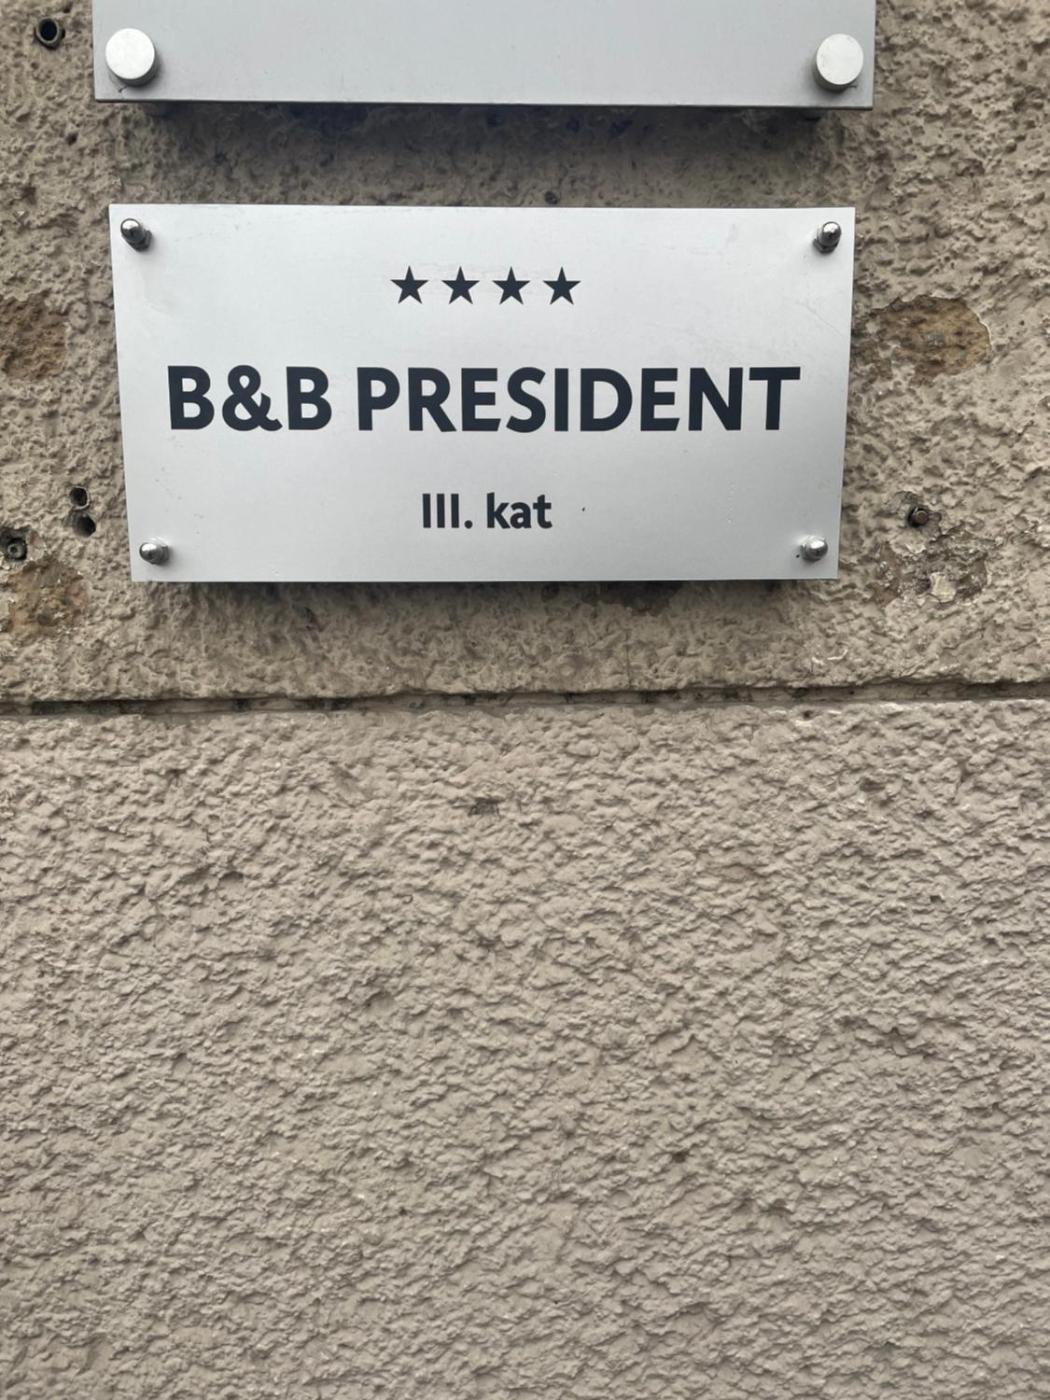 ★★★★
B&B PRESIDENT
III. kat